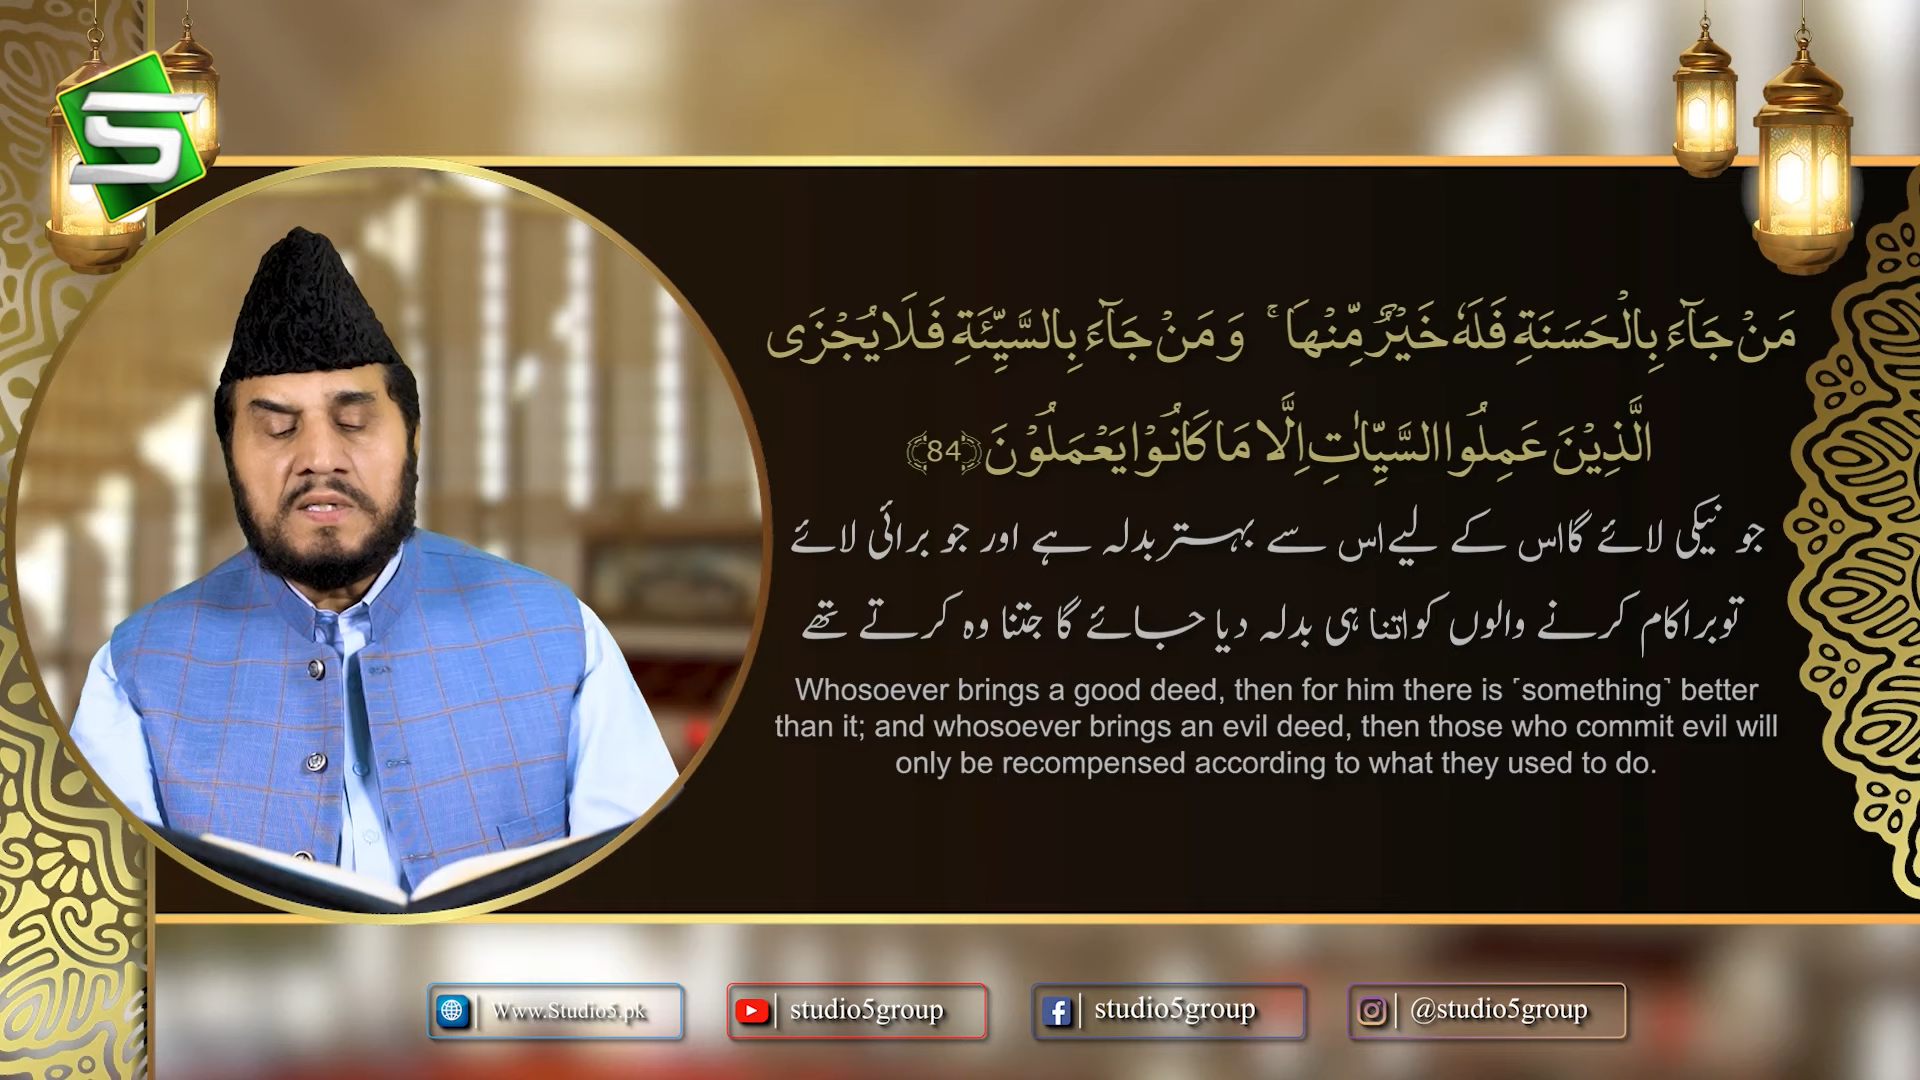 مَنْ جَآءَ بِالْحَسَنَةِ فَلَهٗ خَيْرٌ مِّنْهَا ۚ وَ مَنْ جَآءَ بِالسَّيِّئَةِ فَلَا يُجْزَى
الَّذِيْنَ عَمِلُوا السَّيِّاٰتِ اِلَّا مَا كَانُوْا يَعْمَلُوْنَ ﴿84﴾
جو نیکی لائے گا اس کے لیے اس سے بہتر بدلہ ہے اور جو برائی لائے
تو برا کام کرنے والوں کو اتنا ہی بدلہ دیا جائے گا جتنا وہ کرتے تھے
Whosoever brings a good deed, then for him there is ˹something˺ better
than it; and whosoever brings an evil deed, then those who commit evil will
only be recompensed according to what they used to do.
Www.Studio5.pk
studio5group
studio5group
@studio5group